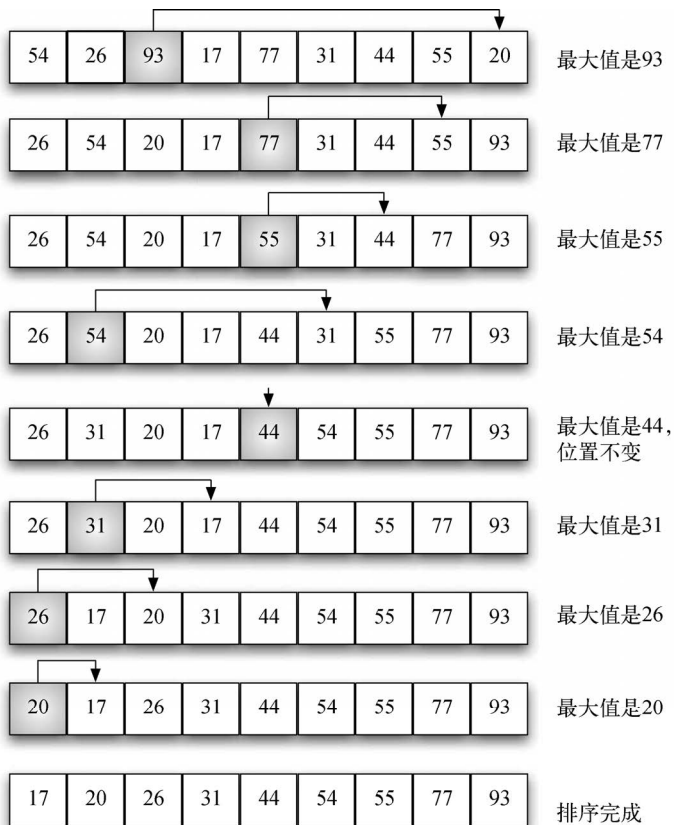 54 26 93 17 77 31 44 55 20 最大值是93
26 54 20 17 77 31 44 55 93 最大值是77
26 54 20 17 55 31 44 77 93 最大值是55
26 54 20 17 44 31 55 77 93 最大值是54
26 31 20 17 44 54 55 77 93 最大值是44,
位置不变
26 31 20 17 44 54 55 77 93 最大值是31
26 17 20 31 44 54 55 77 93 最大值是26
20 17 26 31 44 54 55 77 93 最大值是20
17 20 26 31 44 54 55 77 93 排序完成